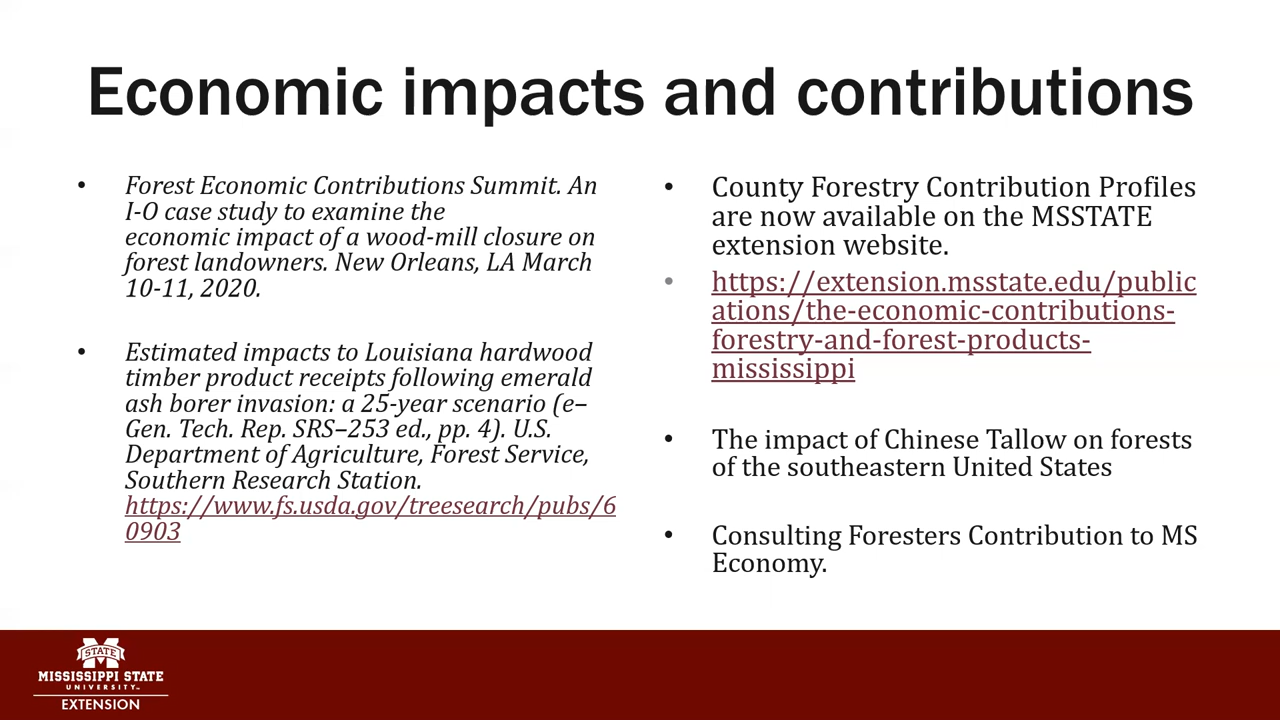 Economic impacts and contributions
• Forest Economic Contributions Summit. An
I-O case study to examine the
economic impact of a wood-mill closure on
forest landowners. New Orleans, LA March
10-11, 2020.
• Estimated impacts to Louisiana hardwood
timber product receipts following emerald
ash borer invasion: a 25-year scenario (e–
Gen. Tech. Rep. SRS–253 ed., pp. 4). U.S.
Department of Agriculture, Forest Service,
Southern Research Station.
https://www.fs.usda.gov/treesearch/pubs/6
0903
• County Forestry Contribution Profiles
are now available on the MSSTATE
extension website.
• https://extension.msstate.edu/public
ations/the-economic-contributions-
forestry-and-forest-products-
mississippi
• The impact of Chinese Tallow on forests
of the southeastern United States
• Consulting Foresters Contribution to MS
Economy.
STATE
MISSISSIPPI STATE
UNIVERSITY™
EXTENSION